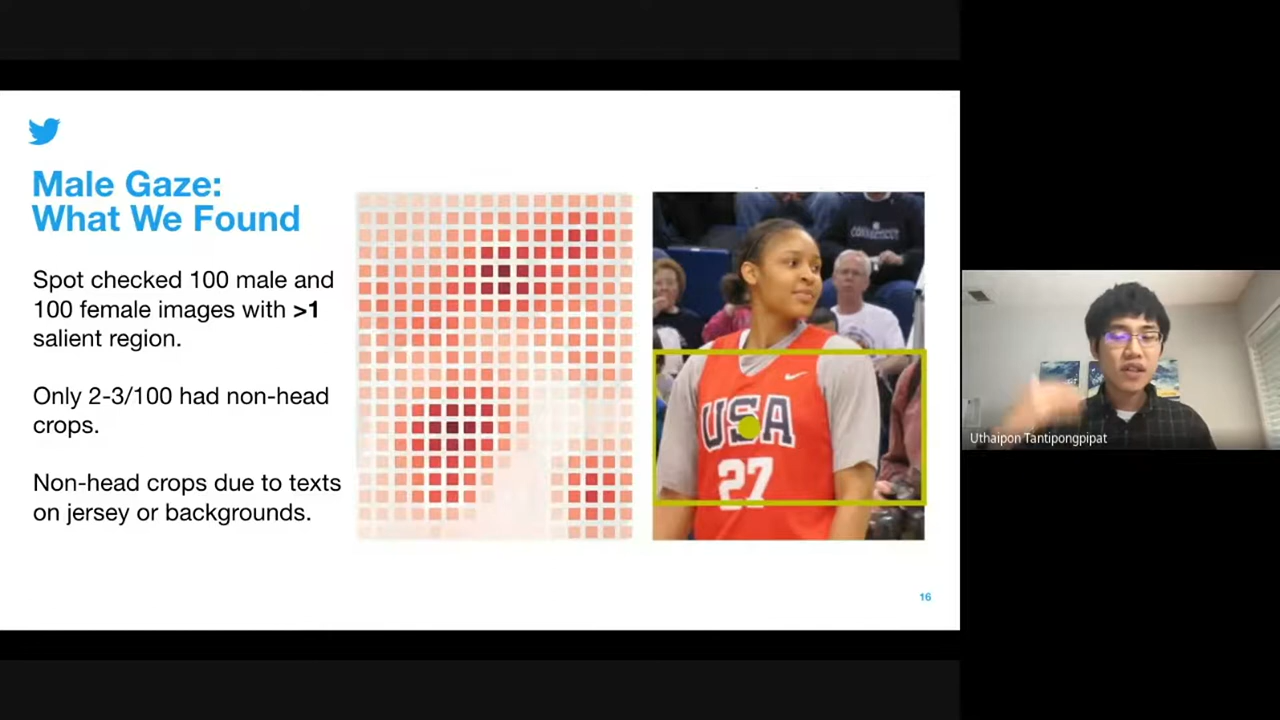 Male Gaze:
What We Found
Spot checked 100 male and
100 female images with >1
salient region.
Only 2-3/100 had non-head
crops.
Non-head crops due to texts
on jersey or backgrounds.
CONNECTICUT
USA
27
16
Uthaipon Tantipongpipat